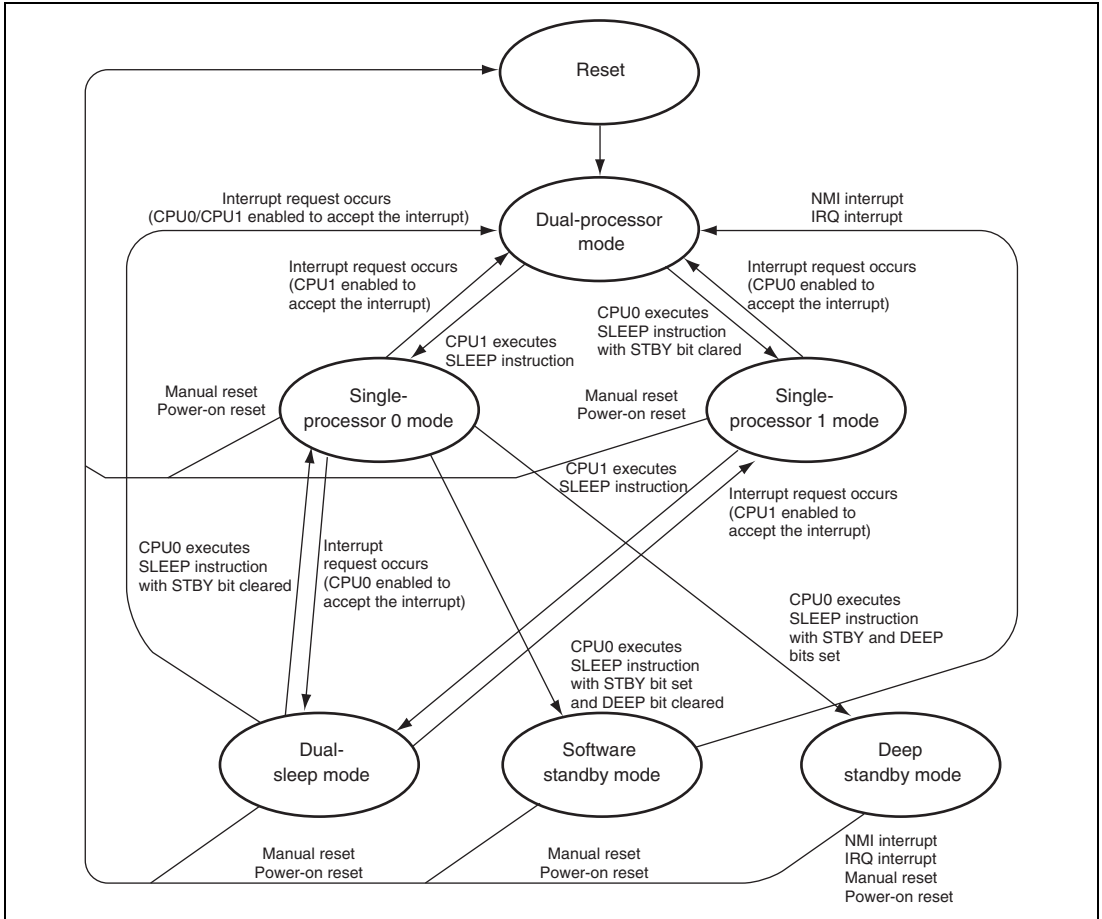 Reset
Interrupt request occurs
(CPU0/CPU1 enabled to accept the interrupt)
NMI interrupt
IRQ interrupt
Dual-processor
mode
Interrupt request occurs
(CPU1 enabled to
accept the interrupt)
Interrupt request occurs
(CPU0 enabled to
accept the interrupt)
CPU1 executes
SLEEP instruction
CPU0 executes
SLEEP instruction
with STBY bit clared
Manual reset
Power-on reset
Single-
processor 0 mode
Manual reset
Power-on reset
Single-
processor 1 mode
CPU1 executes
SLEEP instruction
Interrupt request occurs
(CPU1 enabled to
accept the interrupt)
CPU0 executes
SLEEP instruction
with STBY bit cleared
Interrupt
request occurs
(CPU0 enabled to
accept the interrupt)
CPU0 executes
SLEEP instruction
with STBY bit set
and DEEP bit cleared
CPU0 executes
SLEEP instruction
with STBY and DEEP
bits set
Dual-
sleep mode
Software
standby mode
Deep
standby mode
Manual reset
Power-on reset
Manual reset
Power-on reset
NMI interrupt
IRQ interrupt
Manual reset
Power-on reset